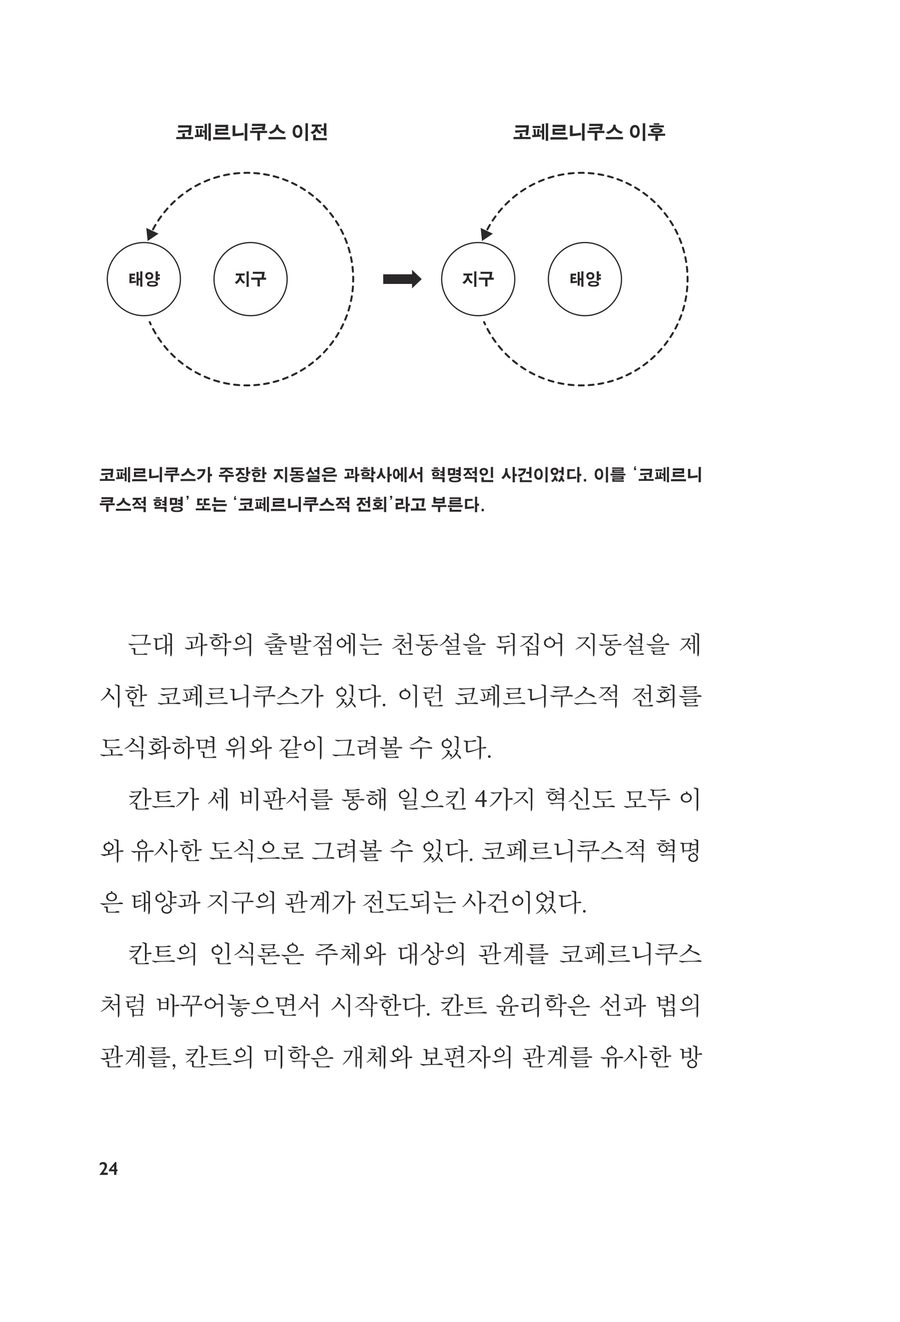 코페르니쿠스 이전
코페르니쿠스 이후
태양
지구
지구
태양
코페르니쿠스가 주장한 지동설은 과학사에서 혁명적인 사건이었다. 이를 ‘코페르니
쿠스적 혁명’ 또는 ‘코페르니쿠스적 전회’라고 부른다.
근대 과학의 출발점에는 천동설을 뒤집어 지동설을 제
시한 코페르니쿠스가 있다. 이런 코페르니쿠스적 전회를
도식화하면 위와 같이 그려볼 수 있다.
칸트가 세 비판서를 통해 일으킨 4가지 혁신도 모두 이
와 유사한 도식으로 그려볼 수 있다. 코페르니쿠스적 혁명
은 태양과 지구의 관계가 전도되는 사건이었다.
칸트의 인식론은 주체와 대상의 관계를 코페르니쿠스
처럼 바꾸어놓으면서 시작한다. 칸트 윤리학은 선과 법의
관계를, 칸트의 미학은 개체와 보편자의 관계를 유사한 방
24